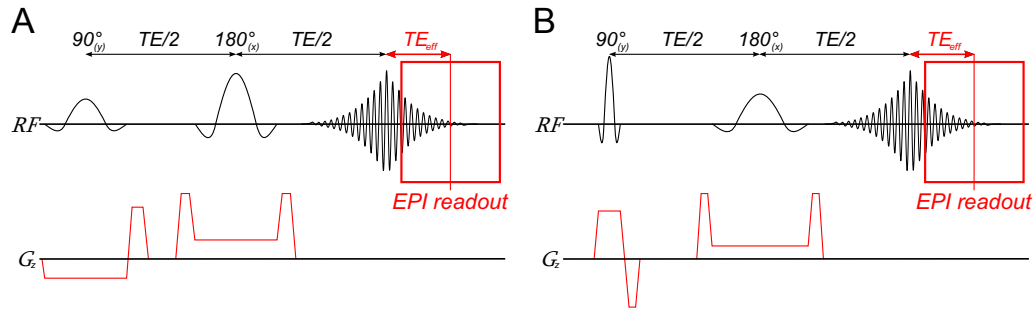 A
90°(y) TE/2 180°(x) TE/2 TEeff
RF
EPI readout
Gz
B
90°(y) TE/2 180°(x) TE/2 TEeff
RF
EPI readout
Gz